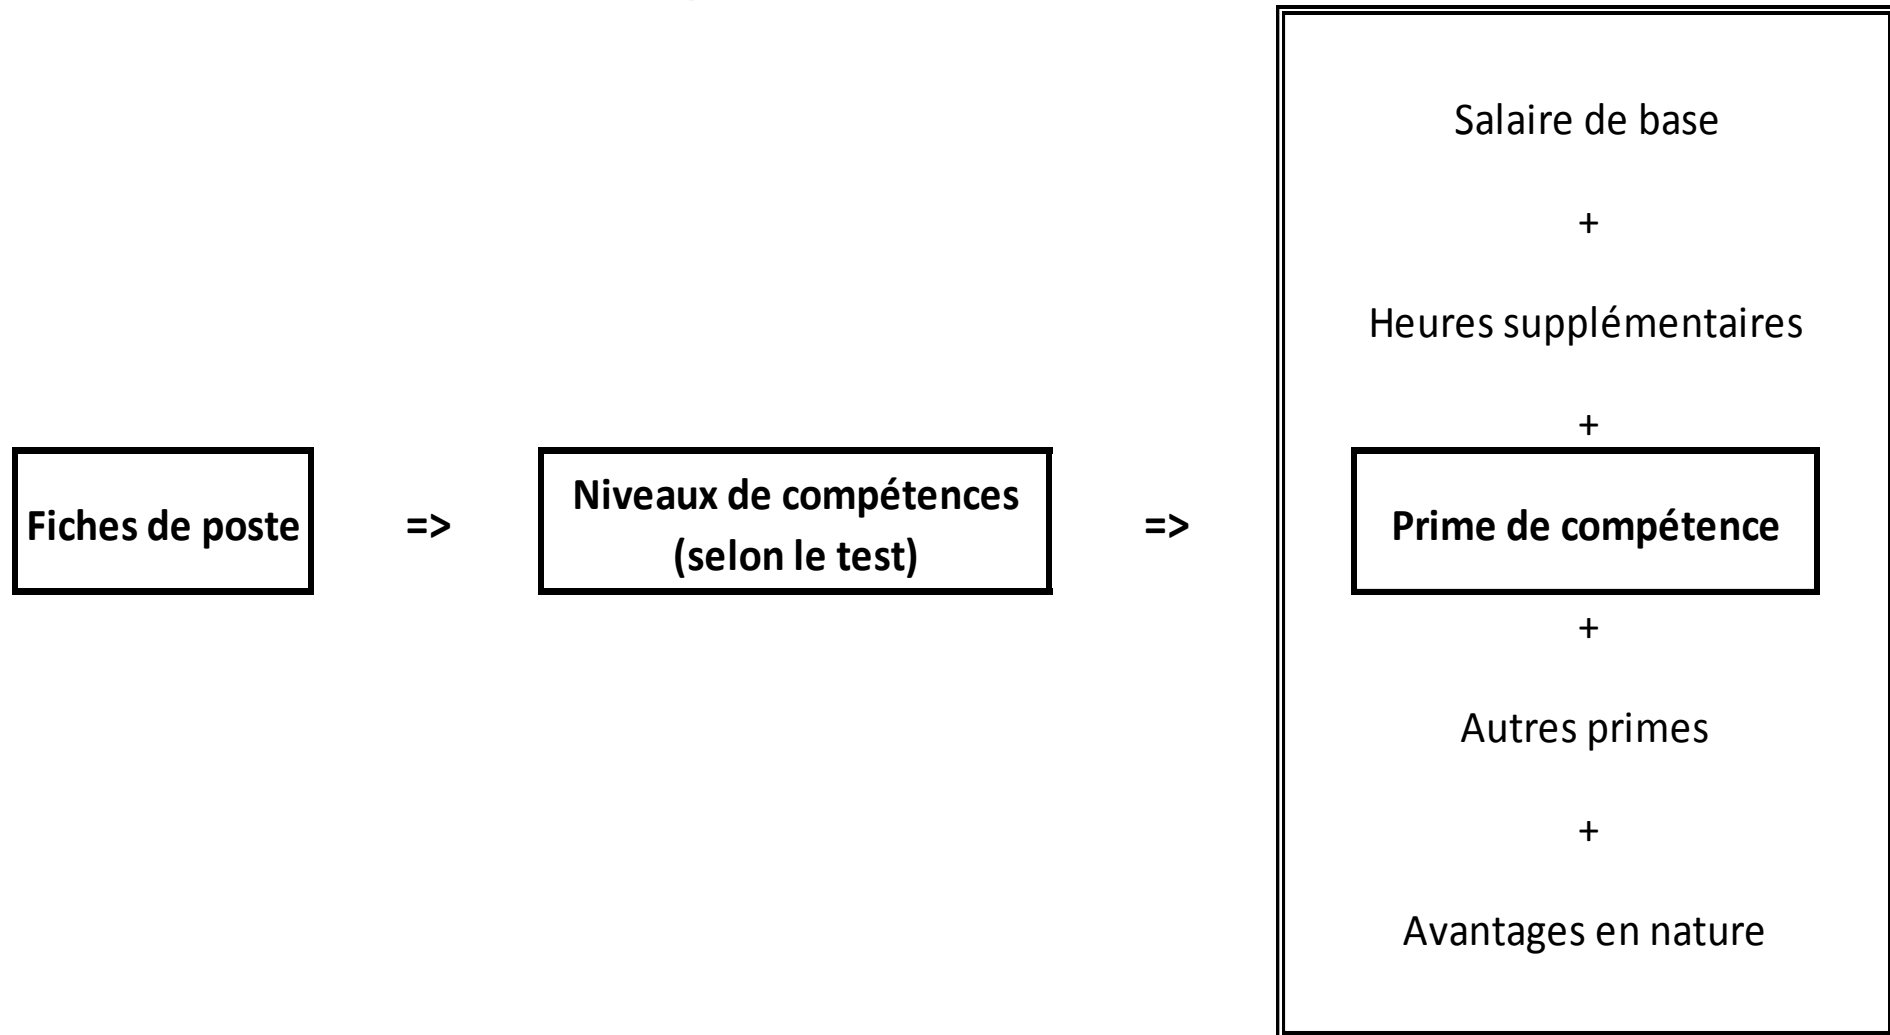 Salaire de base
+
Heures supplémentaires
+
Fiches de poste
=>
Niveaux de compétences
(selon le test)
=>
Prime de compétence
+
Autres primes
+
Avantages en nature